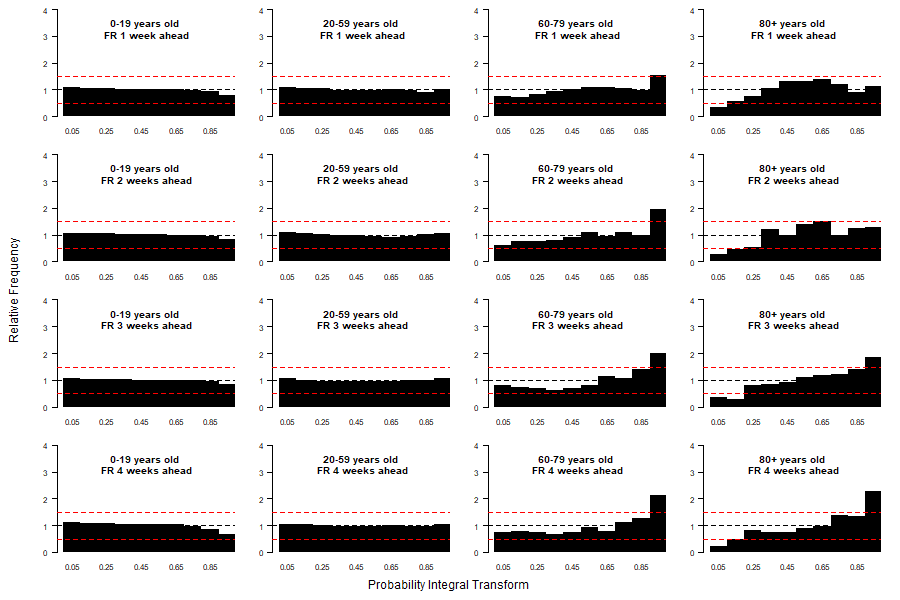 0-19 years old
FR 1 week ahead
20-59 years old
FR 1 week ahead
60-79 years old
FR 1 week ahead
80+ years old
FR 1 week ahead
4
3
2
1
0
4
3
2
1
0
4
3
2
1
0
4
3
2
1
0
0.05 0.25 0.45 0.65 0.85
0.05 0.25 0.45 0.65 0.85
0.05 0.25 0.45 0.65 0.85
0.05 0.25 0.45 0.65 0.85
0-19 years old
FR 2 weeks ahead
20-59 years old
FR 2 weeks ahead
60-79 years old
FR 2 weeks ahead
80+ years old
FR 2 weeks ahead
4
3
2
1
0
4
3
2
1
0
4
3
2
1
0
4
3
2
1
0
0.05 0.25 0.45 0.65 0.85
0.05 0.25 0.45 0.65 0.85
0.05 0.25 0.45 0.65 0.85
0.05 0.25 0.45 0.65 0.85
Relative Frequency
0-19 years old
FR 3 weeks ahead
20-59 years old
FR 3 weeks ahead
60-79 years old
FR 3 weeks ahead
80+ years old
FR 3 weeks ahead
4
3
2
1
0
4
3
2
1
0
4
3
2
1
0
4
3
2
1
0
0.05 0.25 0.45 0.65 0.85
0.05 0.25 0.45 0.65 0.85
0.05 0.25 0.45 0.65 0.85
0.05 0.25 0.45 0.65 0.85
0-19 years old
FR 4 weeks ahead
20-59 years old
FR 4 weeks ahead
60-79 years old
FR 4 weeks ahead
80+ years old
FR 4 weeks ahead
4
3
2
1
0
4
3
2
1
0
4
3
2
1
0
4
3
2
1
0
0.05 0.25 0.45 0.65 0.85
0.05 0.25 0.45 0.65 0.85
0.05 0.25 0.45 0.65 0.85
0.05 0.25 0.45 0.65 0.85
Probability Integral Transform